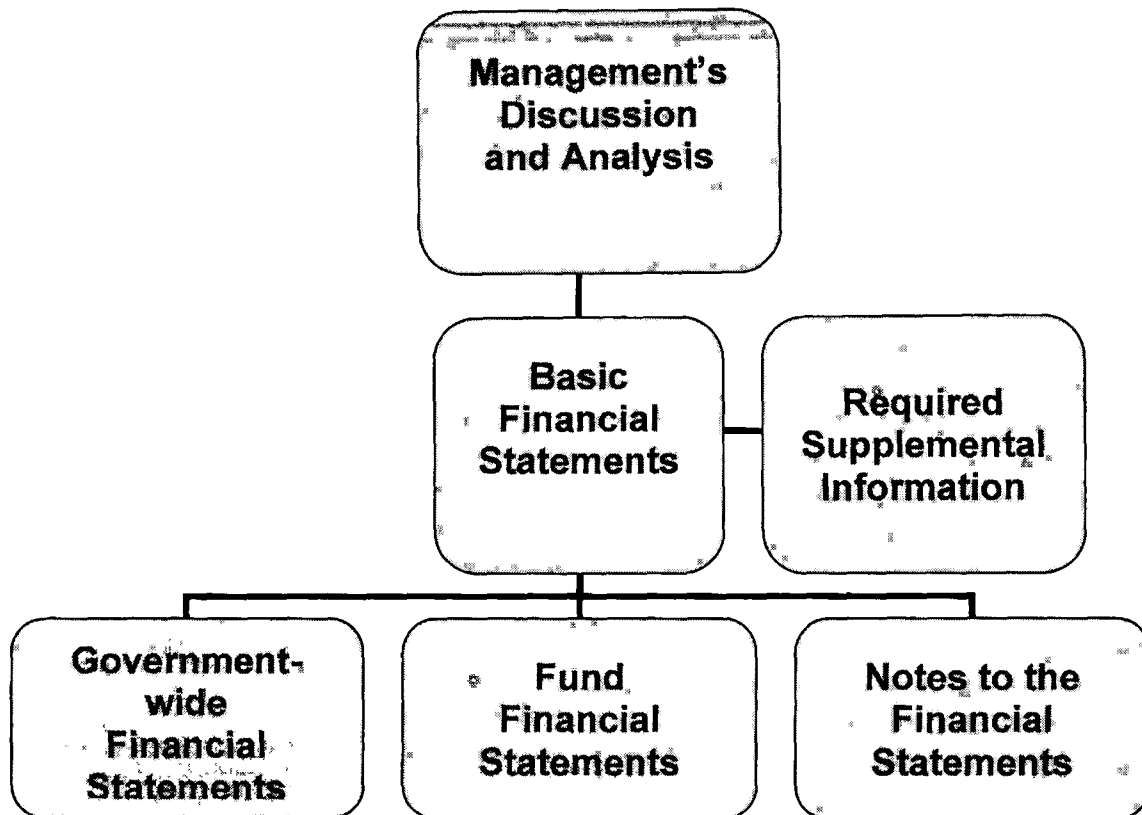 Management's
Discussion
and Analysis
Basic
Financial
Statements
Required
Supplemental
Information
Government-
wide
Financial
Statements
Fund
Financial
Statements
Notes to the
Financial
Statements